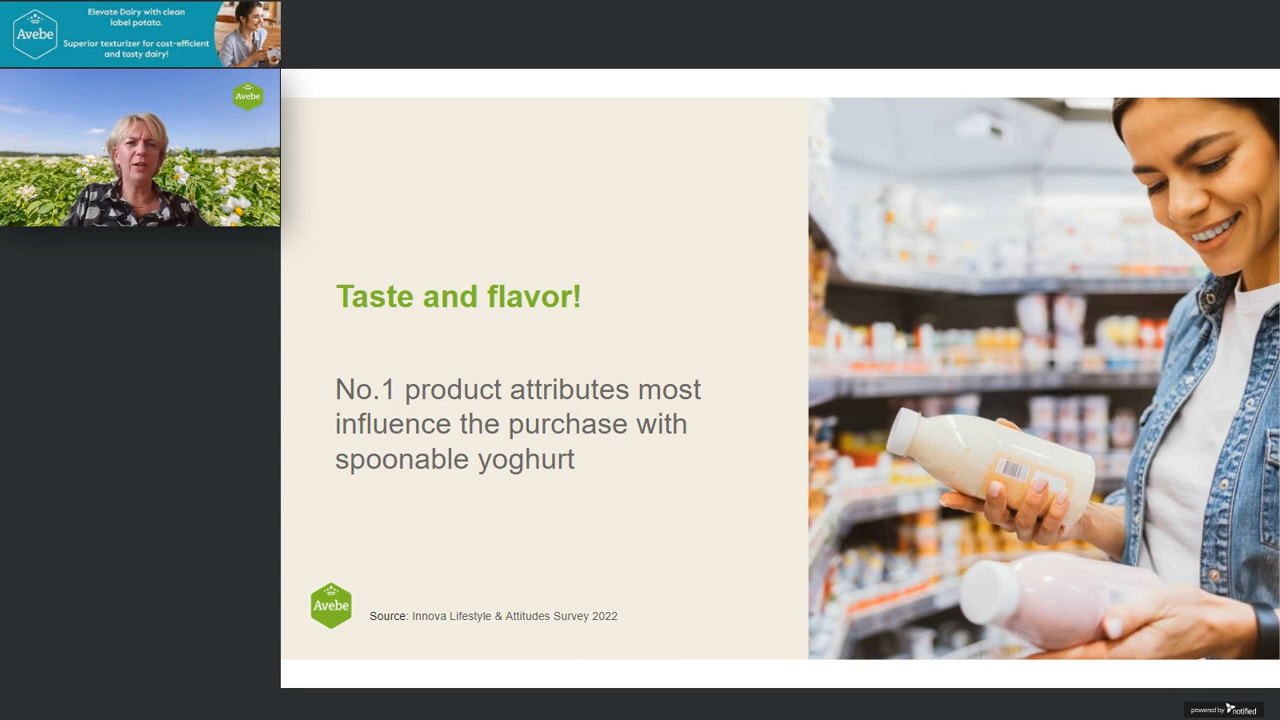 Elevate Dairy with clean
label potato.
Avebe
Superior texturizer for cost-efficient
and tasty dairy!
Avebe
Taste and flavor!
No.1 product attributes most
influence the purchase with
spoonable yoghurt
Avebe
Source: Innova Lifestyle & Attitudes Survey 2022
powered by notified